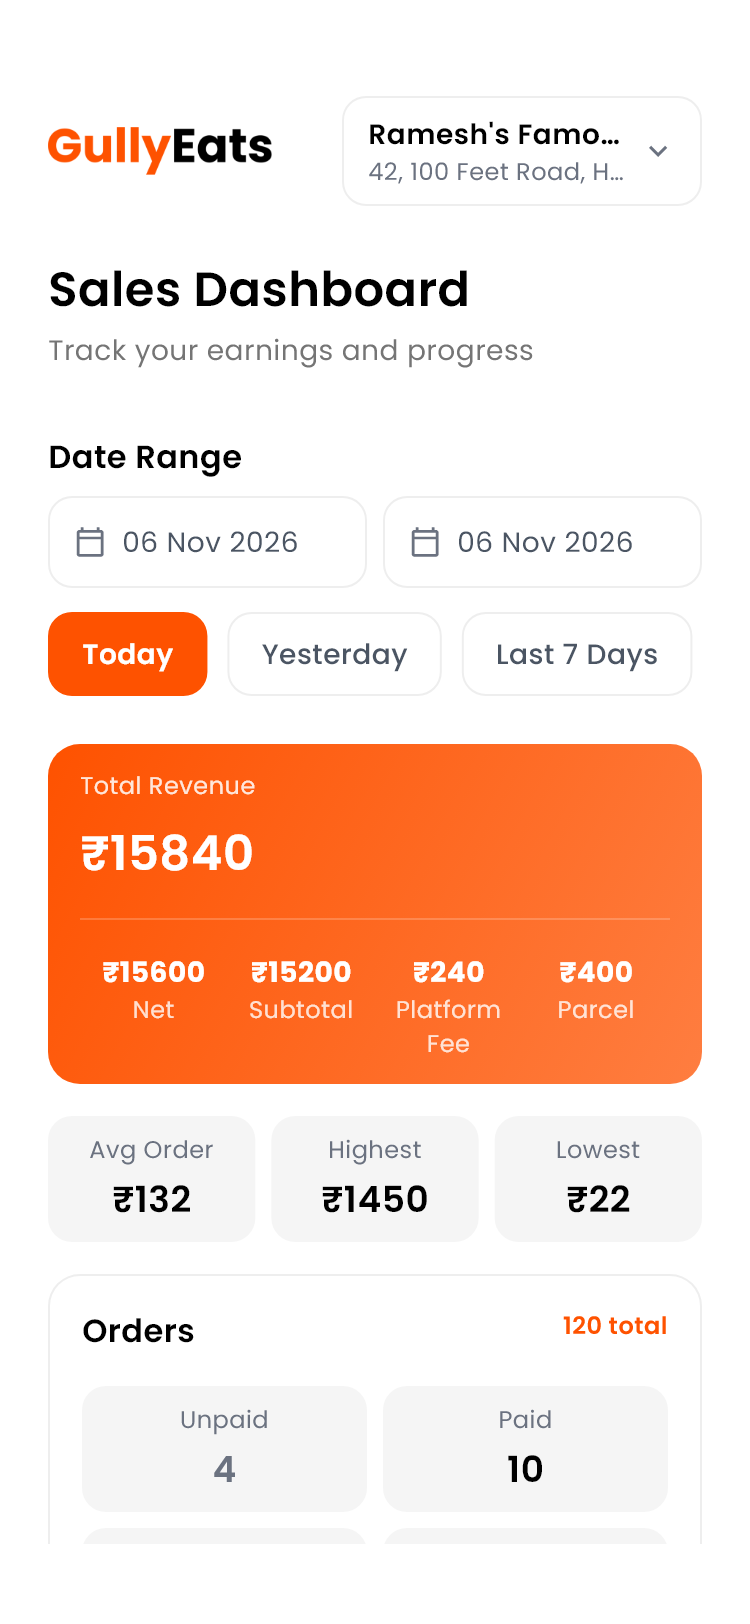 GullyEats
Ramesh's Famo...
42, 100 Feet Road, H...
Sales Dashboard
Track your earnings and progress
Date Range
06 Nov 2026
06 Nov 2026
Today
Yesterday
Last 7 Days
Total Revenue
₹15840
₹15600
Net
₹15200
Subtotal
₹240
Platform
Fee
₹400
Parcel
Avg Order
₹132
Highest
₹1450
Lowest
₹22
Orders
120 total
Unpaid
4
Paid
10